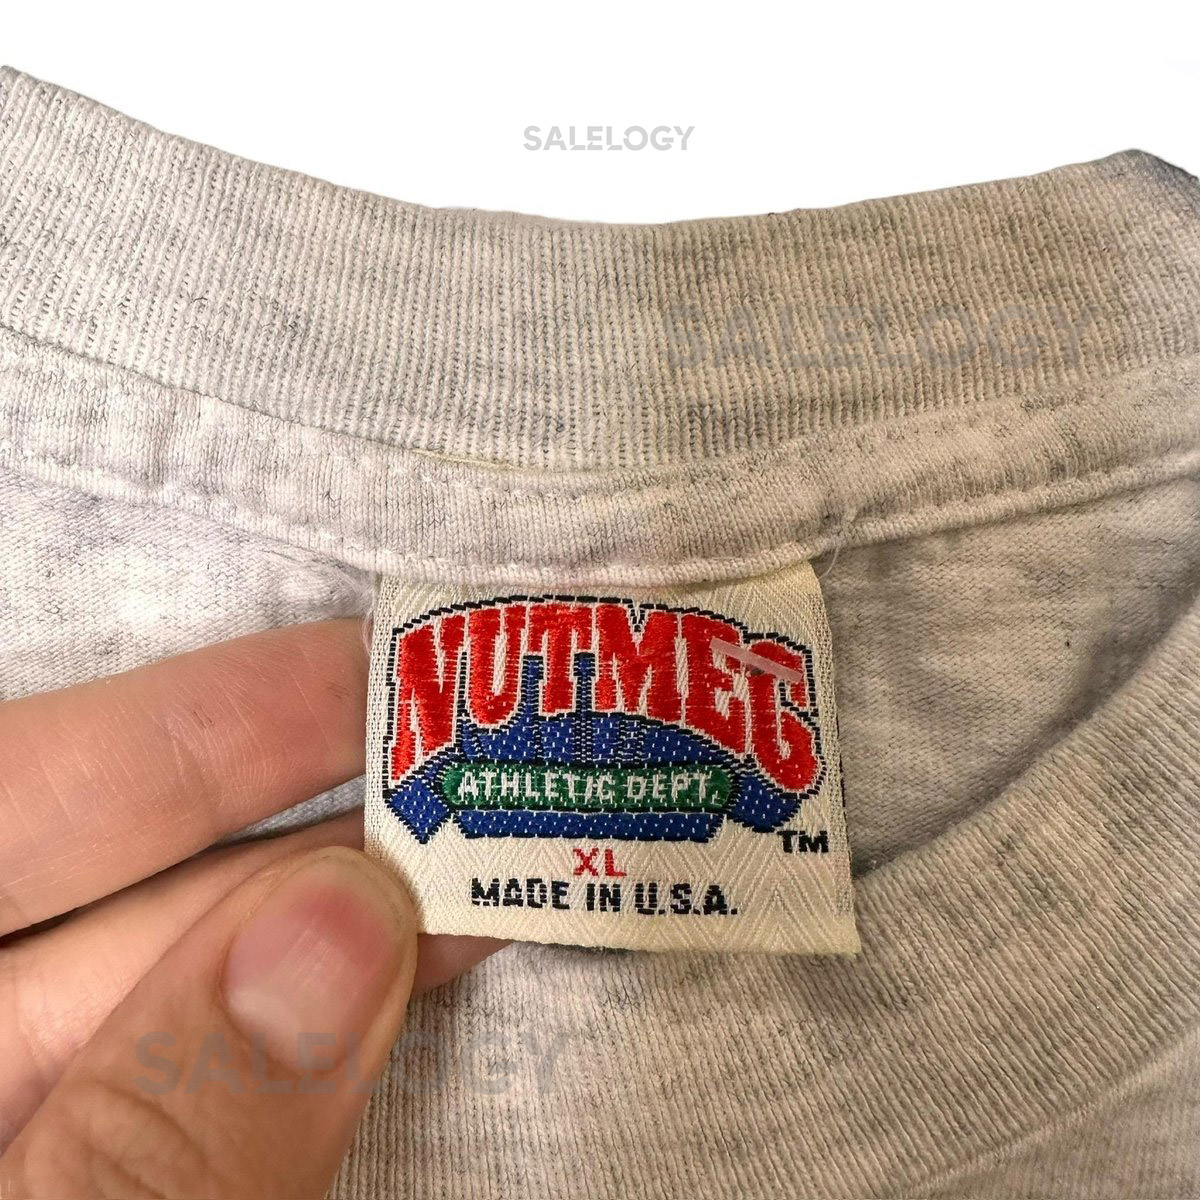 SALELOGY
SALELOGY
NUTMEG
ATHLETIC DEPT.
TM
XL
MADE IN U.S.A.
SALELOGY